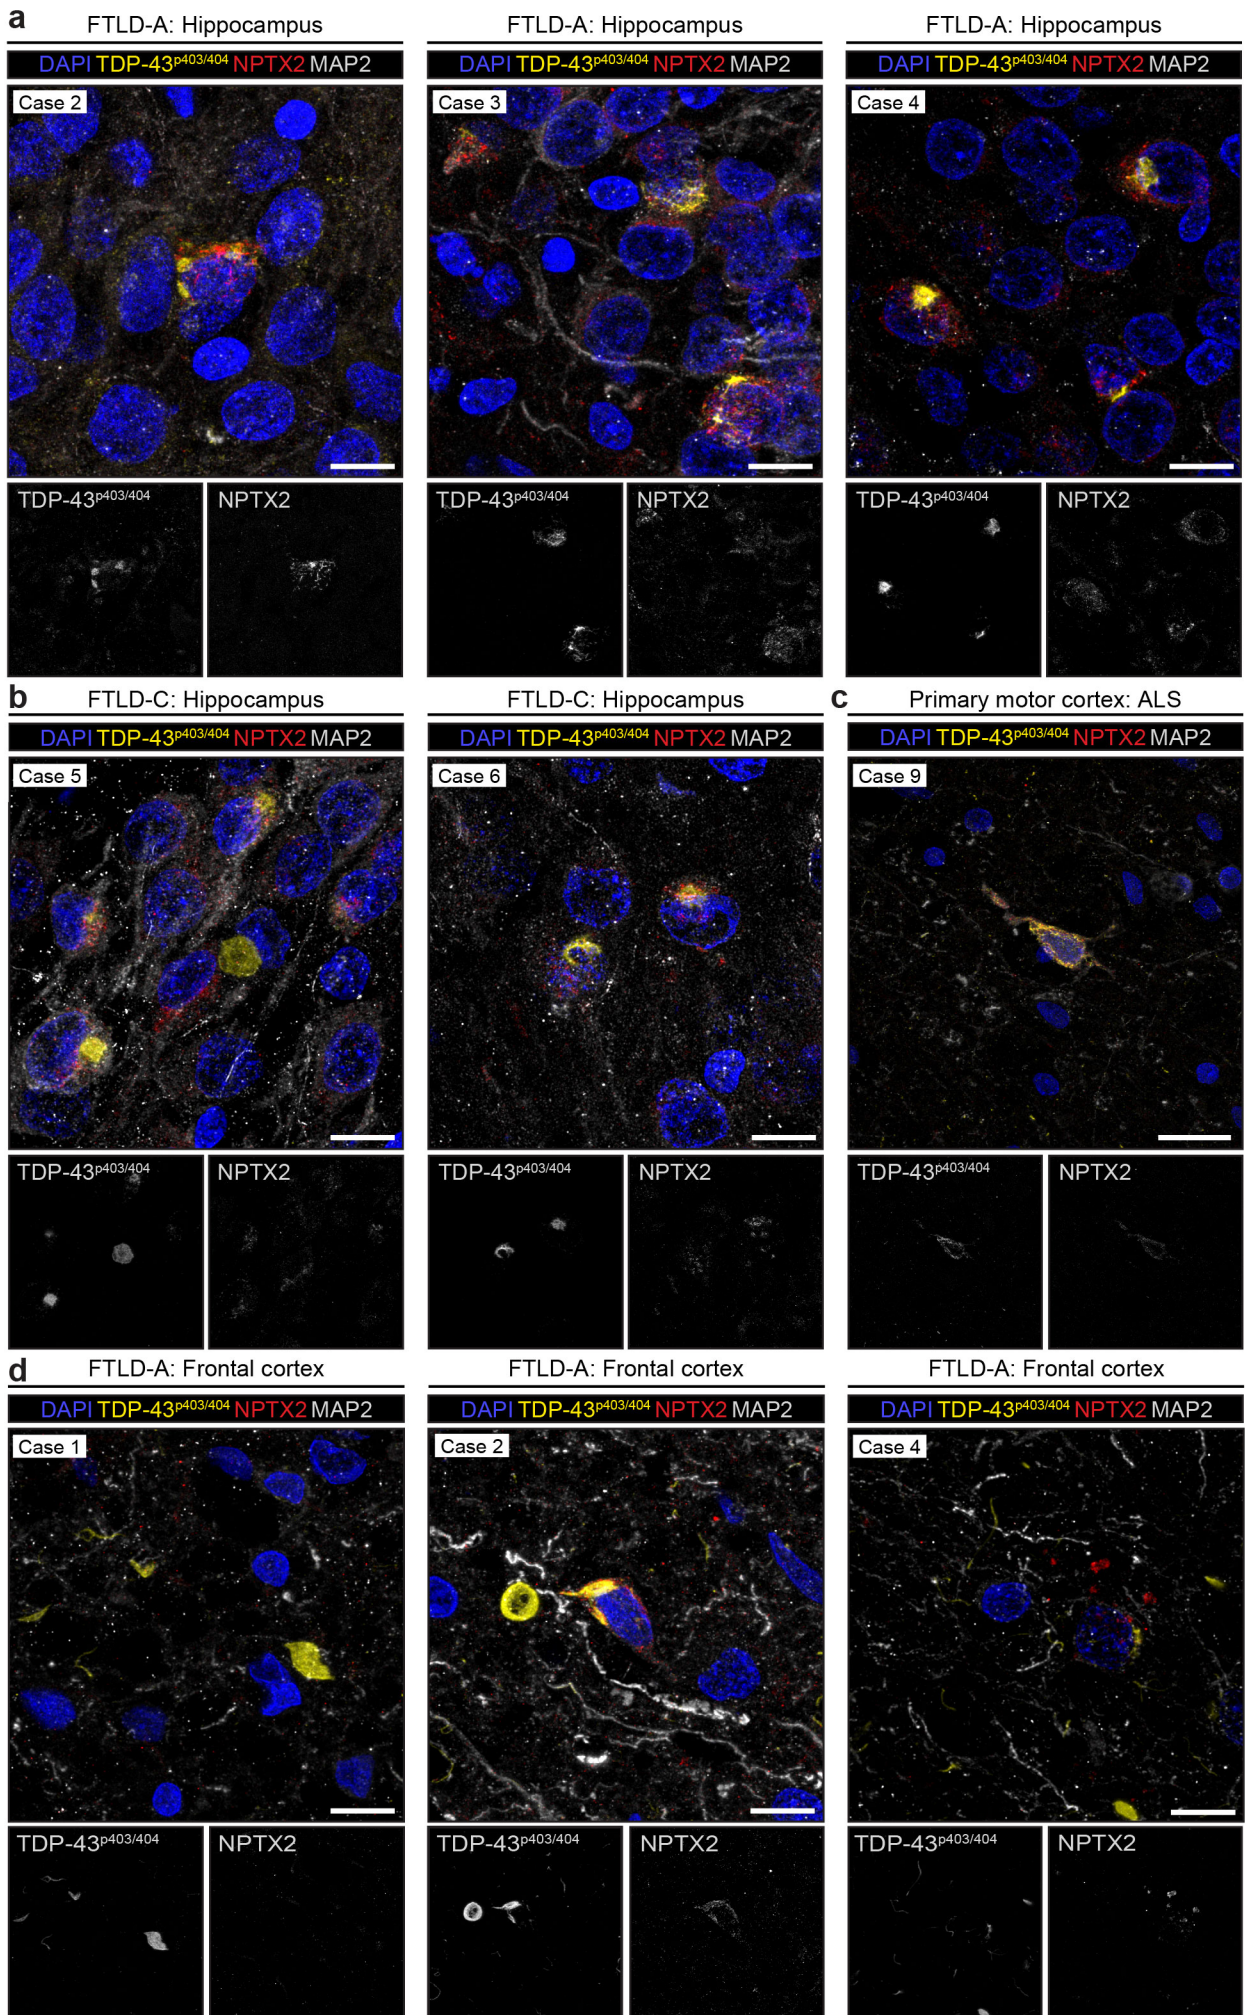 a
FTLD-A: Hippocampus
FTLD-A: Hippocampus
FTLD-A: Hippocampus
DAPI TDP-43p403/404 NPTX2 MAP2
DAPI TDP-43p403/404 NPTX2 MAP2
DAPI TDP-43p403/404 NPTX2 MAP2
Case 2
Case 3
Case 4
TDP-43p403/404
NPTX2
TDP-43p403/404
NPTX2
TDP-43p403/404
NPTX2
b
FTLD-C: Hippocampus
FTLD-C: Hippocampus
c
Primary motor cortex: ALS
DAPI TDP-43p403/404 NPTX2 MAP2
DAPI TDP-43p403/404 NPTX2 MAP2
DAPI TDP-43p403/404 NPTX2 MAP2
Case 5
Case 6
Case 9
TDP-43p403/404
NPTX2
TDP-43p403/404
NPTX2
TDP-43p403/404
NPTX2
d
FTLD-A: Frontal cortex
FTLD-A: Frontal cortex
FTLD-A: Frontal cortex
DAPI TDP-43p403/404 NPTX2 MAP2
DAPI TDP-43p403/404 NPTX2 MAP2
DAPI TDP-43p403/404 NPTX2 MAP2
Case 1
Case 2
Case 4
TDP-43p403/404
NPTX2
TDP-43p403/404
NPTX2
TDP-43p403/404
NPTX2